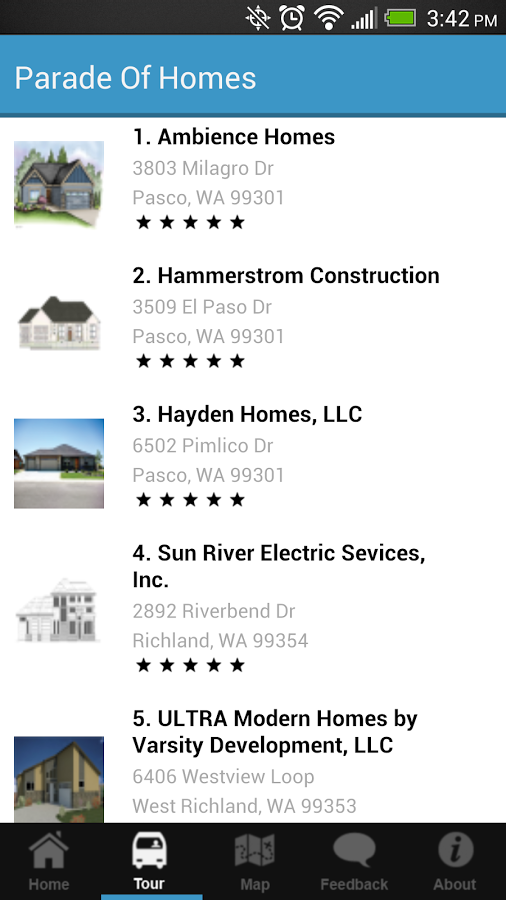 3:42 PM
Parade Of Homes
1. Ambience Homes
3803 Milagro Dr
Pasco, WA 99301
2. Hammerstrom Construction
3509 El Paso Dr
Pasco, WA 99301
3. Hayden Homes, LLC
6502 Pimlico Dr
Pasco, WA 99301
4. Sun River Electric Sevices,
Inc.
2892 Riverbend Dr
Richland, WA 99354
5. ULTRA Modern Homes by
Varsity Development, LLC
6406 Westview Loop
West Richland, WA 99353
Home Tour Map Feedback About